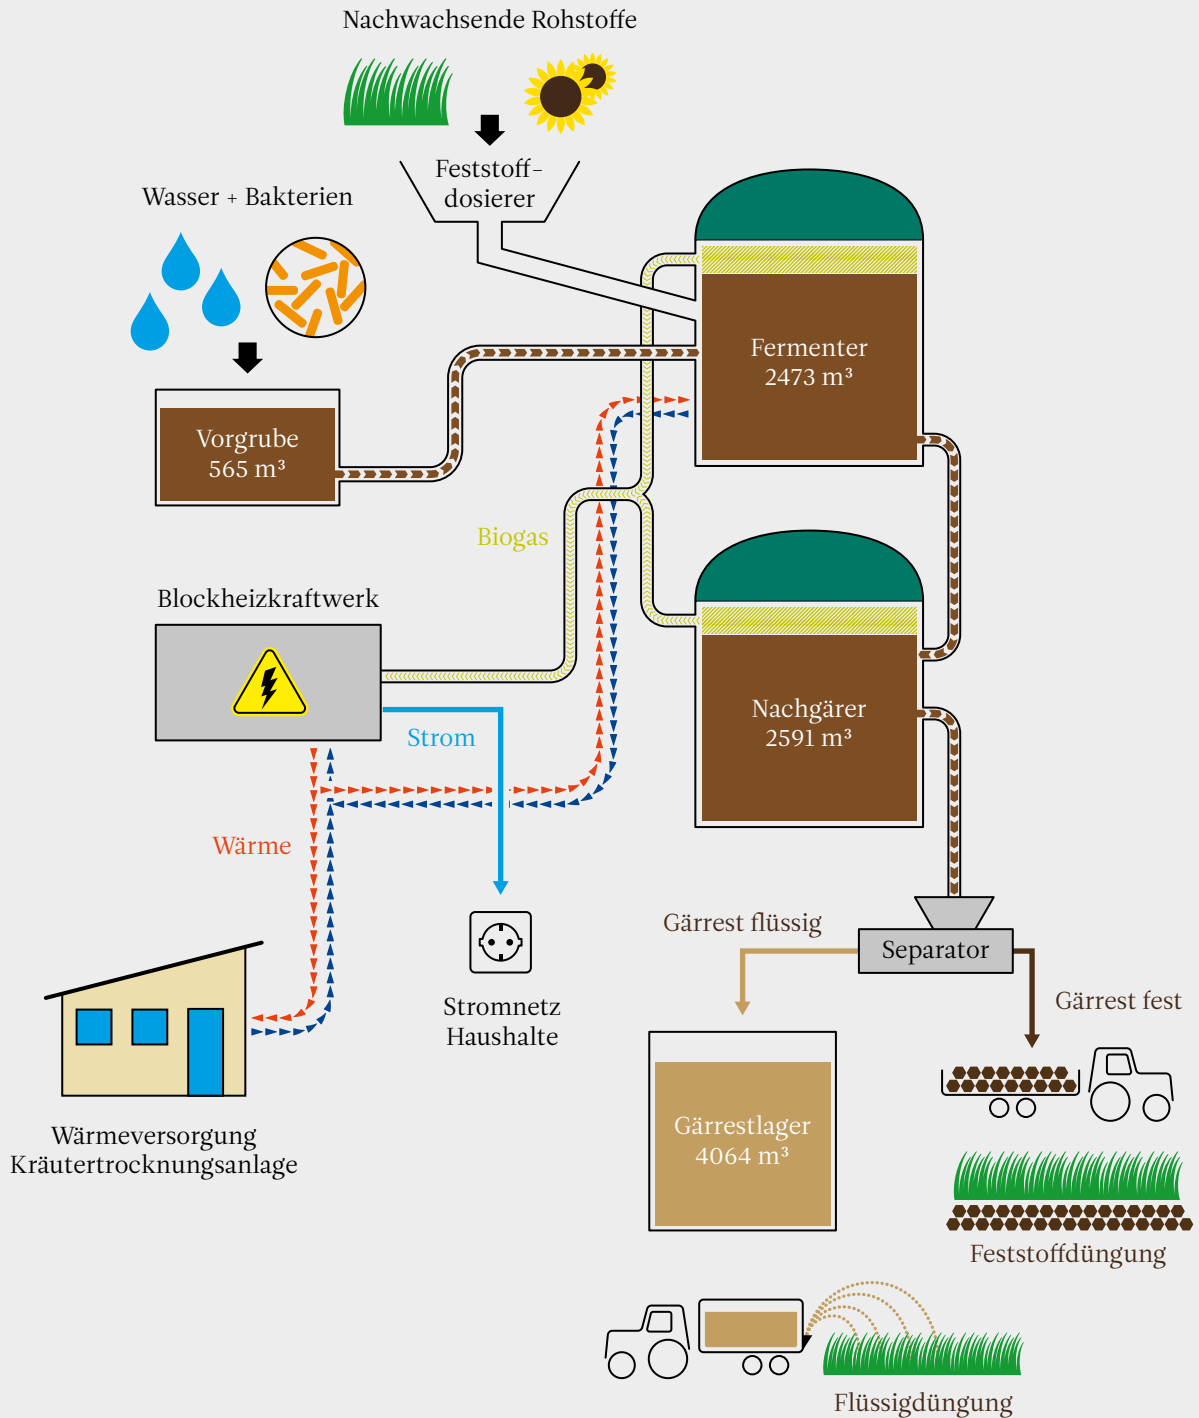 Nachwachsende Rohstoffe
Feststoff-
dosierer
Wasser + Bakterien
Fermenter
2473 m³
Vorgrube
565 m³
Biogas
Blockheizkraftwerk
Nachgärer
2591 m³
Strom
Wärme
Gärrest flüssig
Separator
Gärrest fest
Stromnetz
Haushalte
Gärrestlager
4064 m³
Wärmeversorgung
Kräutertrocknungsanlage
Feststoffdüngung
Flüssigdüngung